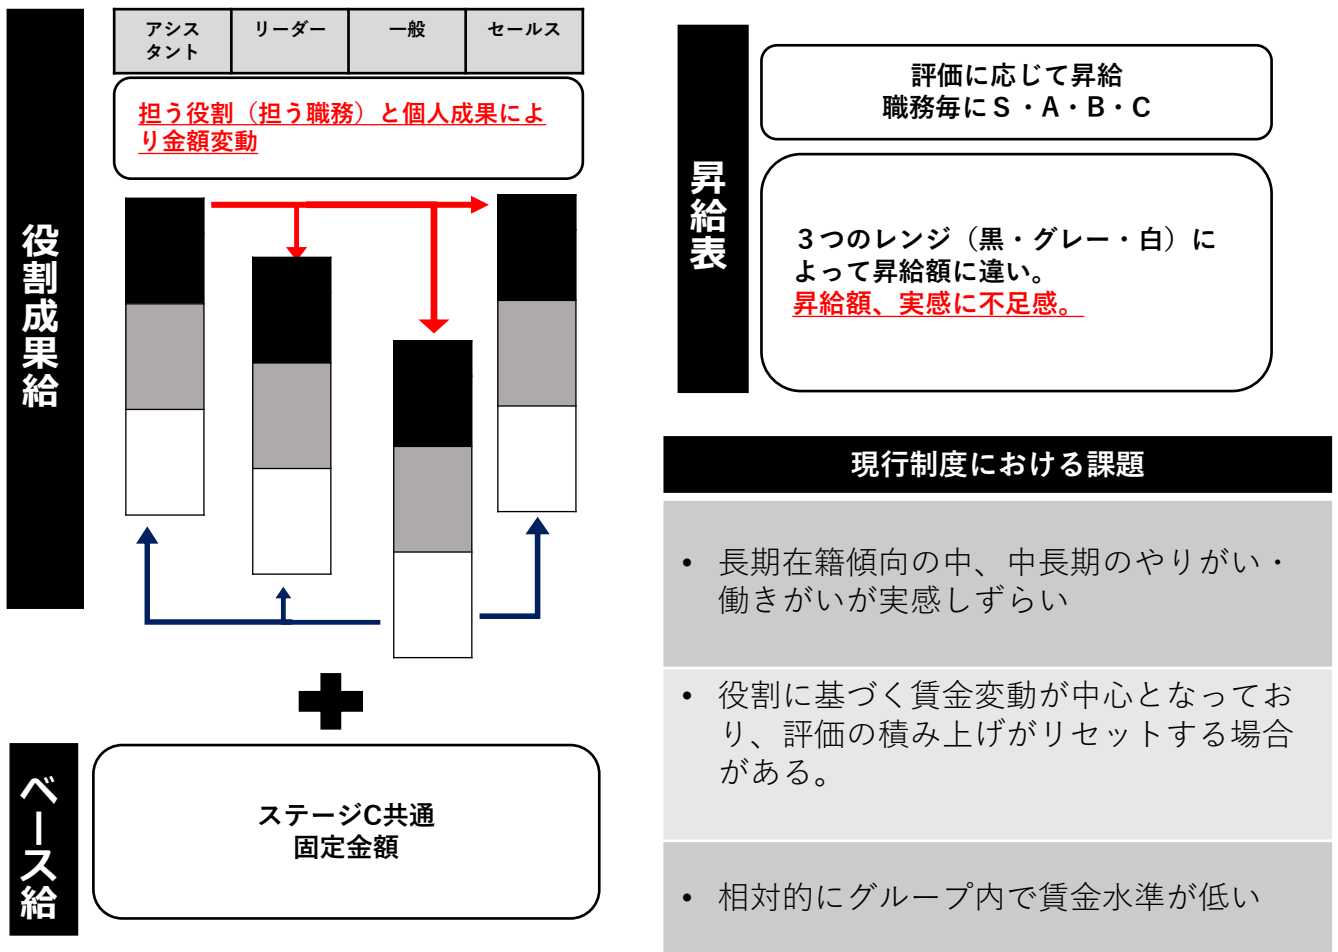 アシス
タント
リーダー
一般
セールス
役割成果給
担う役割（担う職務）と個人成果によ
り金額変動
ベース給
ステージC共通
固定金額
昇給表
評価に応じて昇給
職務毎にS・A・B・C
３つのレンジ（黒・グレー・白）に
よって昇給額に違い。
昇給額、実感に不足感。
現行制度における課題
• 長期在籍傾向の中、中長期のやりがい・
働きがいが実感しずらい
• 役割に基づく賃金変動が中心となってお
り、評価の積み上げがリセットする場合
がある。
• 相対的にグループ内で賃金水準が低い